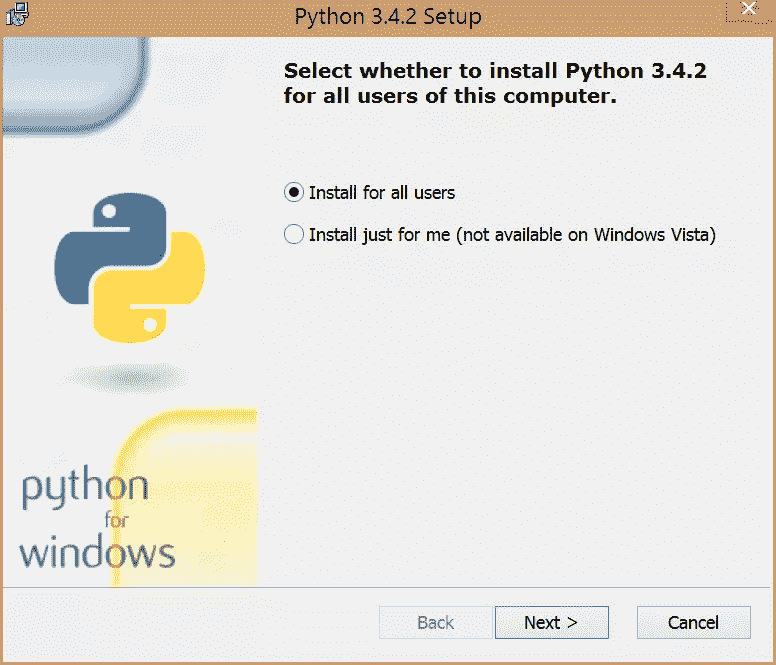 Python 3.4.2 Setup
Select whether to install Python 3.4.2
for all users of this computer.
Install for all users
Install just for me (not available on Windows Vista)
python
for
windows
Back
Next >
Cancel